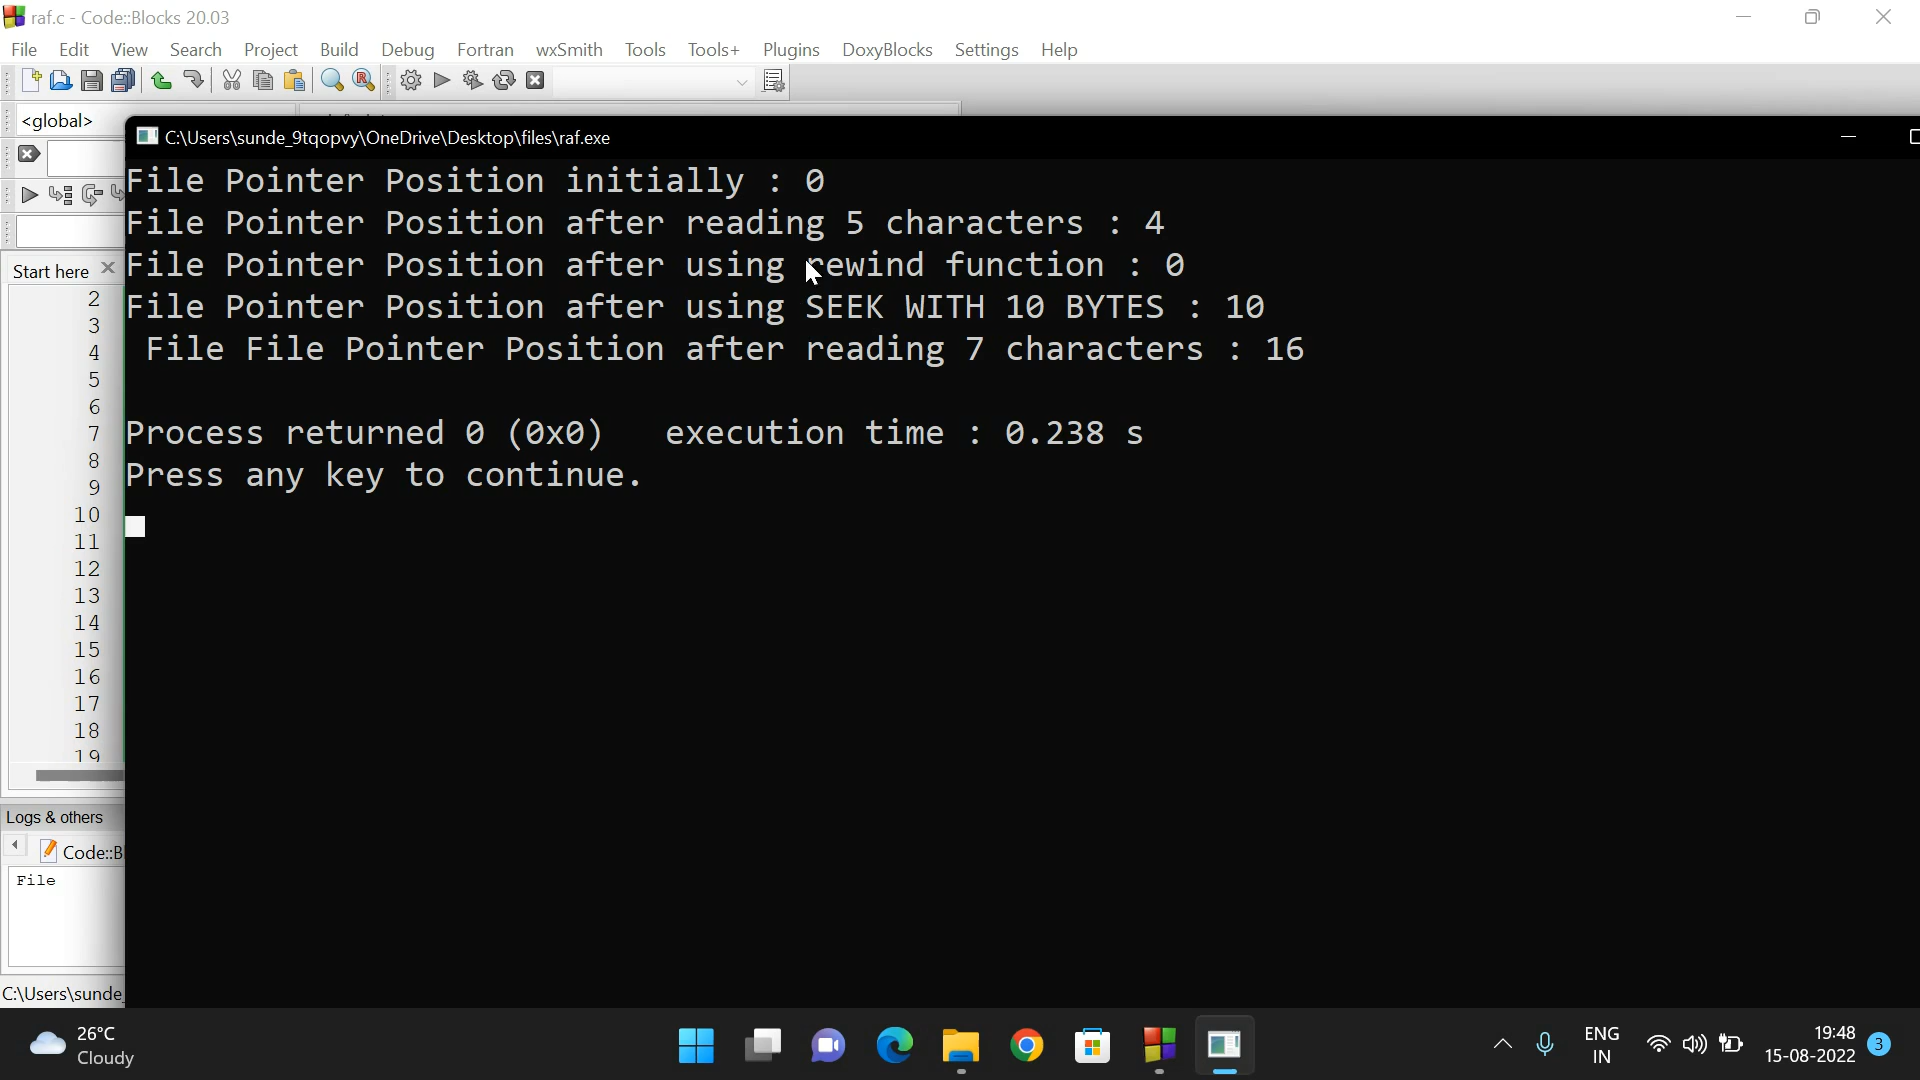 raf.c - Code::Blocks 20.03
File Edit View Search Project Build Debug Fortran wxSmith Tools Tools+ Plugins DoxyBlocks Settings Help
<global>
C:\Users\sunde_9tqopvy\OneDrive\Desktop\files\raf.exe
File Pointer Position initially : 0
File Pointer Position after reading 5 characters : 4
File Pointer Position after using rewind function : 0
File Pointer Position after using SEEK WITH 10 BYTES : 10
File File Pointer Position after reading 7 characters : 16
Process returned 0 (0x0) execution time : 0.238 s
Press any key to continue.
Start here
2
3
4
5
6
7
8
9
10
11
12
13
14
15
16
17
18
19
Logs & others
Code::B
File
C:\Users\sunde_
26°C
Cloudy
ENG
IN
19:48
15-08-2022
3